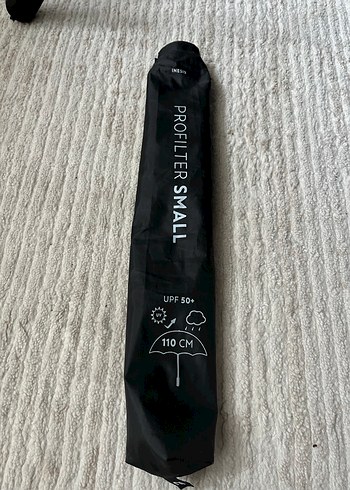 INESIS
PROFILTER SMALL
UPF 50+
UV
110 CM